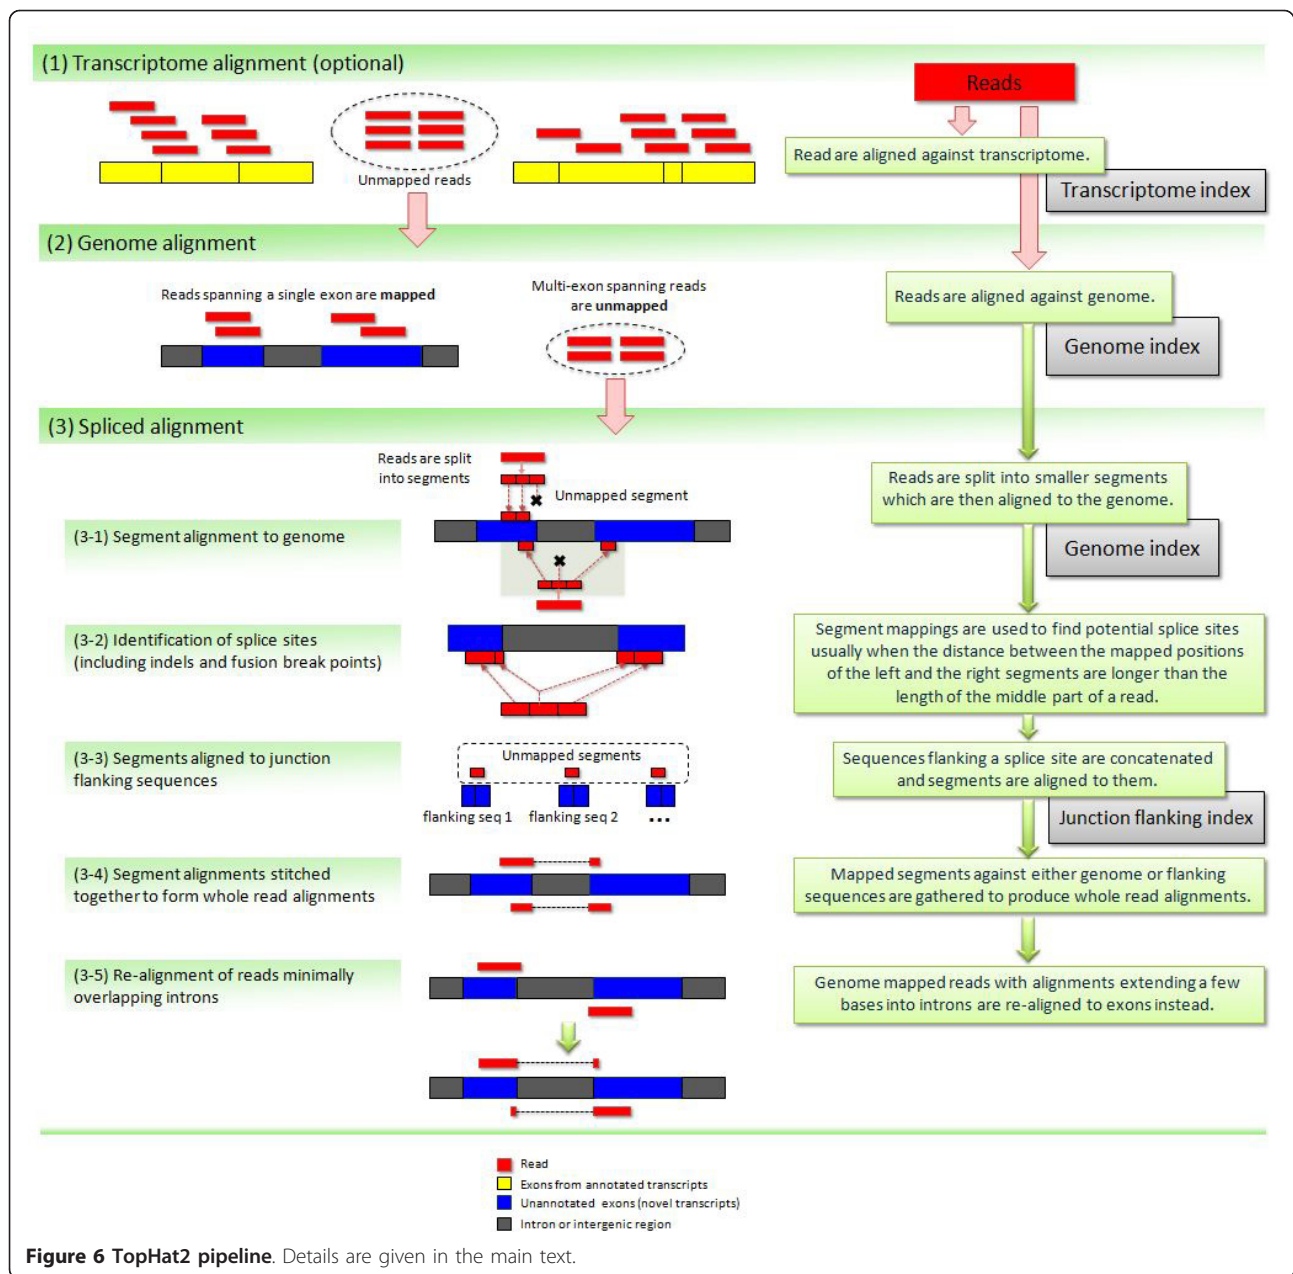 (1) Transcriptome alignment (optional)
Reads
Unmapped reads
Read are aligned against transcriptome.
Transcriptome index
(2) Genome alignment
Reads spanning a single exon are mapped
Multi-exon spanning reads
are unmapped
Reads are aligned against genome.
Genome index
(3) Spliced alignment
Reads are split
into segments
Unmapped segment
(3-1) Segment alignment to genome
Reads are split into smaller segments
which are then aligned to the genome.
Genome index
(3-2) Identification of splice sites
(including indels and fusion break points)
Segment mappings are used to find potential splice sites
usually when the distance between the mapped positions
of the left and the right segments are longer than the
length of the middle part of a read.
(3-3) Segments aligned to junction
flanking sequences
Unmapped segments
flanking seq 1
flanking seq 2
...
Sequences flanking a splice site are concatenated
and segments are aligned to them.
Junction flanking index
(3-4) Segment alignments stitched
together to form whole read alignments
Mapped segments against either genome or flanking
sequences are gathered to produce whole read alignments.
(3-5) Re-alignment of reads minimally
overlapping introns
Genome mapped reads with alignments extending a few
bases into introns are re-aligned to exons instead.
Read
Exons from annotated transcripts
Unannotated exons (novel transcripts)
Intron or intergenic region
Figure 6 TopHat2 pipeline. Details are given in the main text.